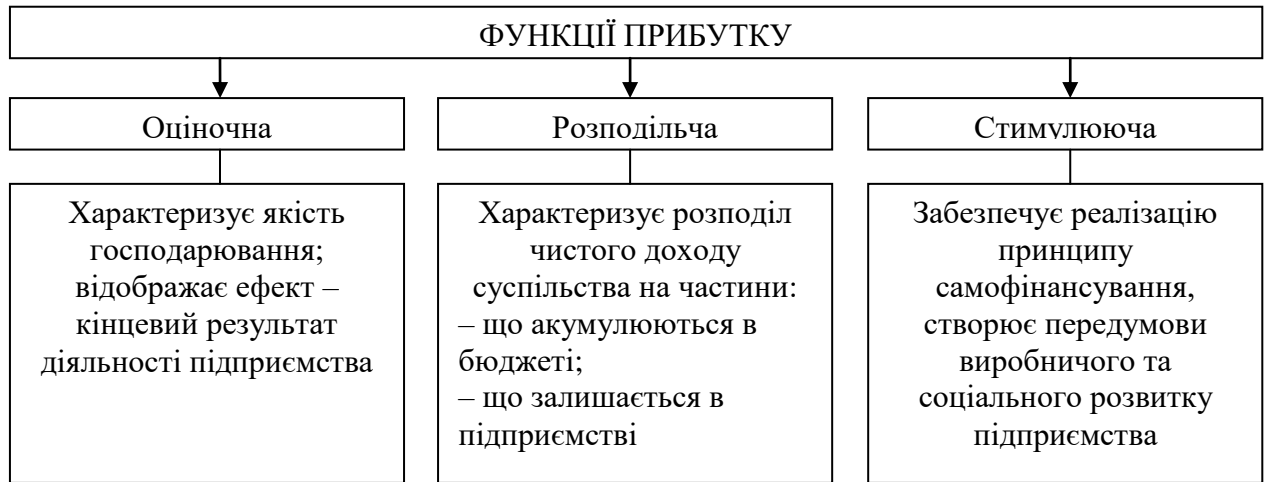 ФУНКЦІЇ ПРИБУТКУ
Оціночна
Розподільча
Стимулююча
Характеризує якість
господарювання;
відображає ефект –
кінцевий результат
діяльності підприємства
Характеризує розподіл
чистого доходу
суспільства на частини:
– що акумулюються в
бюджеті;
– що залишається в
підприємстві
Забезпечує реалізацію
принципу
самофінансування,
створює передумови
виробничого та
соціального розвитку
підприємства